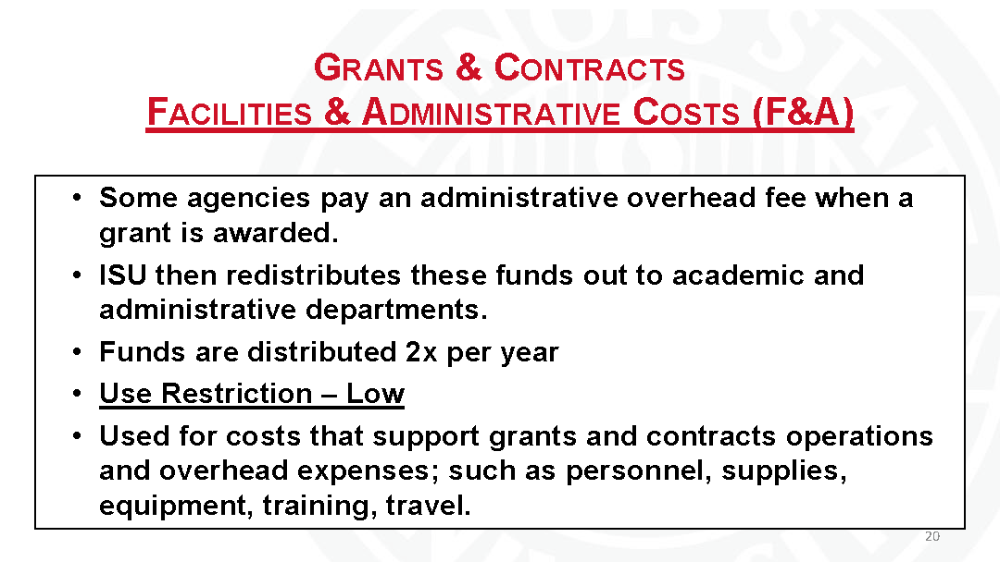 GRANTS & CONTRACTS
FACILITIES & ADMINISTRATIVE COSTS (F&A)
• Some agencies pay an administrative overhead fee when a
grant is awarded.
• ISU then redistributes these funds out to academic and
administrative departments.
• Funds are distributed 2x per year
• Use Restriction – Low
• Used for costs that support grants and contracts operations
and overhead expenses; such as personnel, supplies,
equipment, training, travel.
20